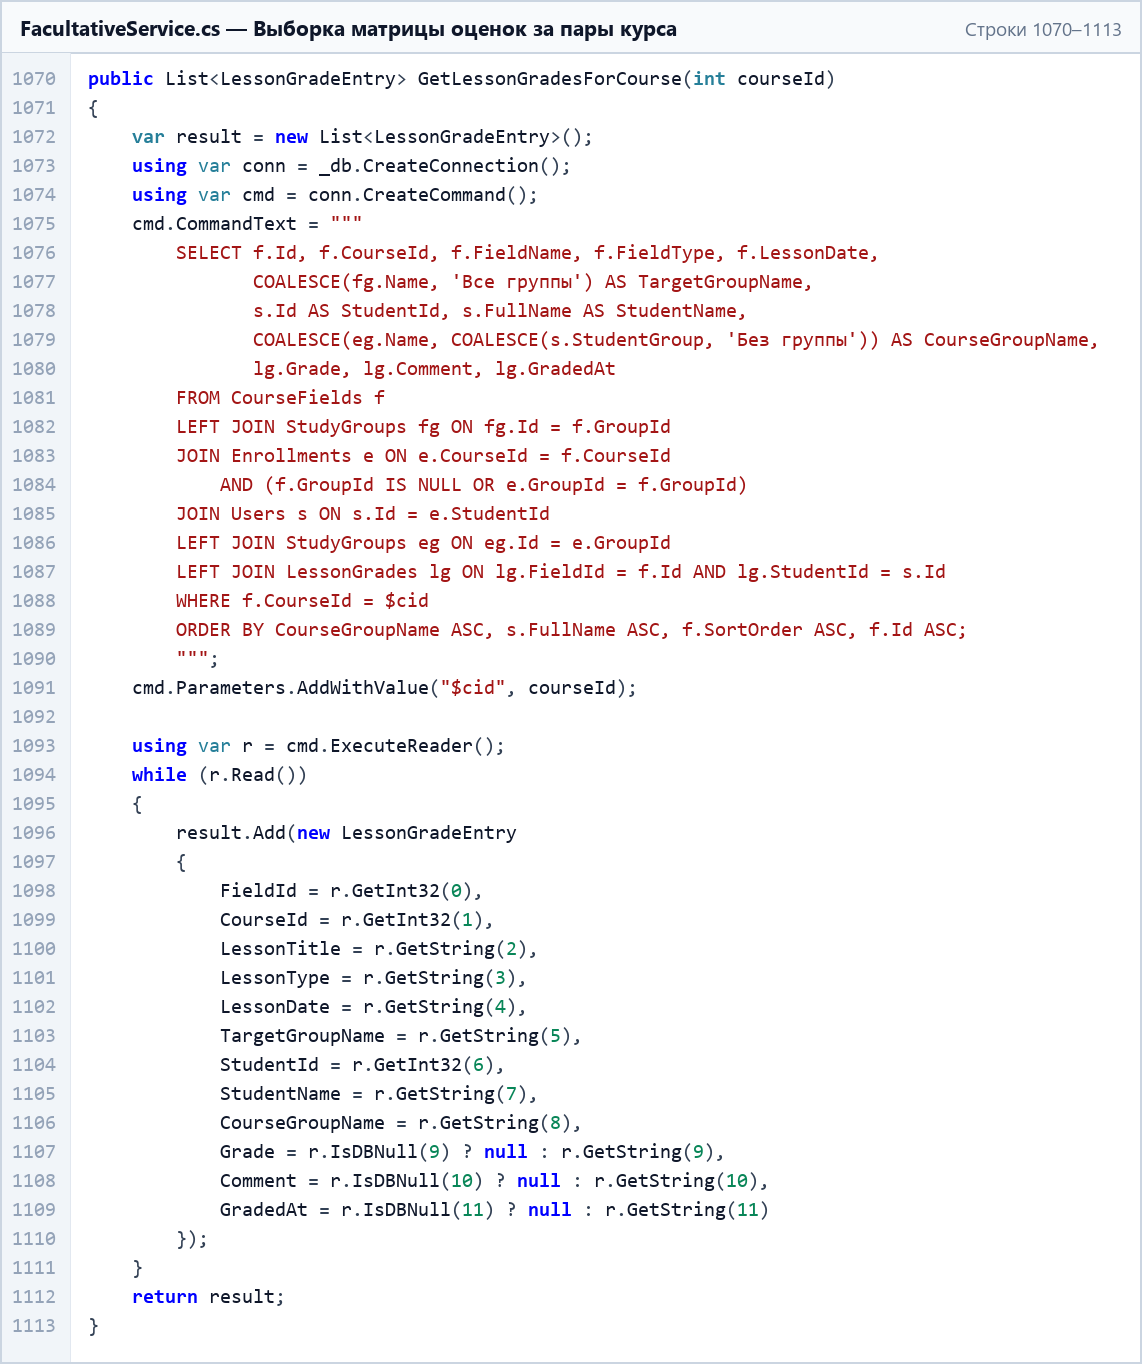 FacultativeService.cs — Выборка матрицы оценок за пары курса Строки 1070–1113
1070 public List<LessonGradeEntry> GetLessonGradesForCourse(int courseId)
1071 {
1072     var result = new List<LessonGradeEntry>();
1073     using var conn = _db.CreateConnection();
1074     using var cmd = conn.CreateCommand();
1075     cmd.CommandText = """
1076         SELECT f.Id, f.CourseId, f.FieldName, f.FieldType, f.LessonDate,
1077                COALESCE(fg.Name, 'Все группы') AS TargetGroupName,
1078                s.Id AS StudentId, s.FullName AS StudentName,
1079                COALESCE(eg.Name, COALESCE(s.StudentGroup, 'Без группы')) AS CourseGroupName,
1080                lg.Grade, lg.Comment, lg.GradedAt
1081         FROM CourseFields f
1082         LEFT JOIN StudyGroups fg ON fg.Id = f.GroupId
1083         JOIN Enrollments e ON e.CourseId = f.CourseId
1084             AND (f.GroupId IS NULL OR e.GroupId = f.GroupId)
1085         JOIN Users s ON s.Id = e.StudentId
1086         LEFT JOIN StudyGroups eg ON eg.Id = e.GroupId
1087         LEFT JOIN LessonGrades lg ON lg.FieldId = f.Id AND lg.StudentId = s.Id
1088         WHERE f.CourseId = $cid
1089         ORDER BY CourseGroupName ASC, s.FullName ASC, f.SortOrder ASC, f.Id ASC;
1090         """;
1091     cmd.Parameters.AddWithValue("$cid", courseId);
1092
1093     using var r = cmd.ExecuteReader();
1094     while (r.Read())
1095     {
1096         result.Add(new LessonGradeEntry
1097         {
1098             FieldId = r.GetInt32(0),
1099             CourseId = r.GetInt32(1),
1100             LessonTitle = r.GetString(2),
1101             LessonType = r.GetString(3),
1102             LessonDate = r.GetString(4),
1103             TargetGroupName = r.GetString(5),
1104             StudentId = r.GetInt32(6),
1105             StudentName = r.GetString(7),
1106             CourseGroupName = r.GetString(8),
1107             Grade = r.IsDBNull(9) ? null : r.GetString(9),
1108             Comment = r.IsDBNull(10) ? null : r.GetString(10),
1109             GradedAt = r.IsDBNull(11) ? null : r.GetString(11)
1110         });
1111     }
1112     return result;
1113 }